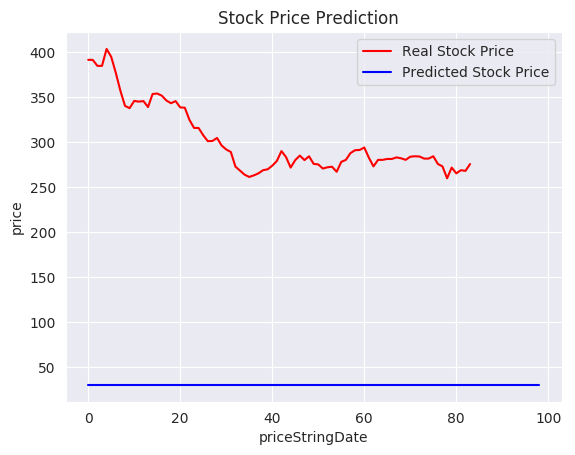 Stock Price Prediction
Real Stock Price
Predicted Stock Price
400
350
300
250
200
150
100
50
price
0 20 40 60 80 100
priceStringDate